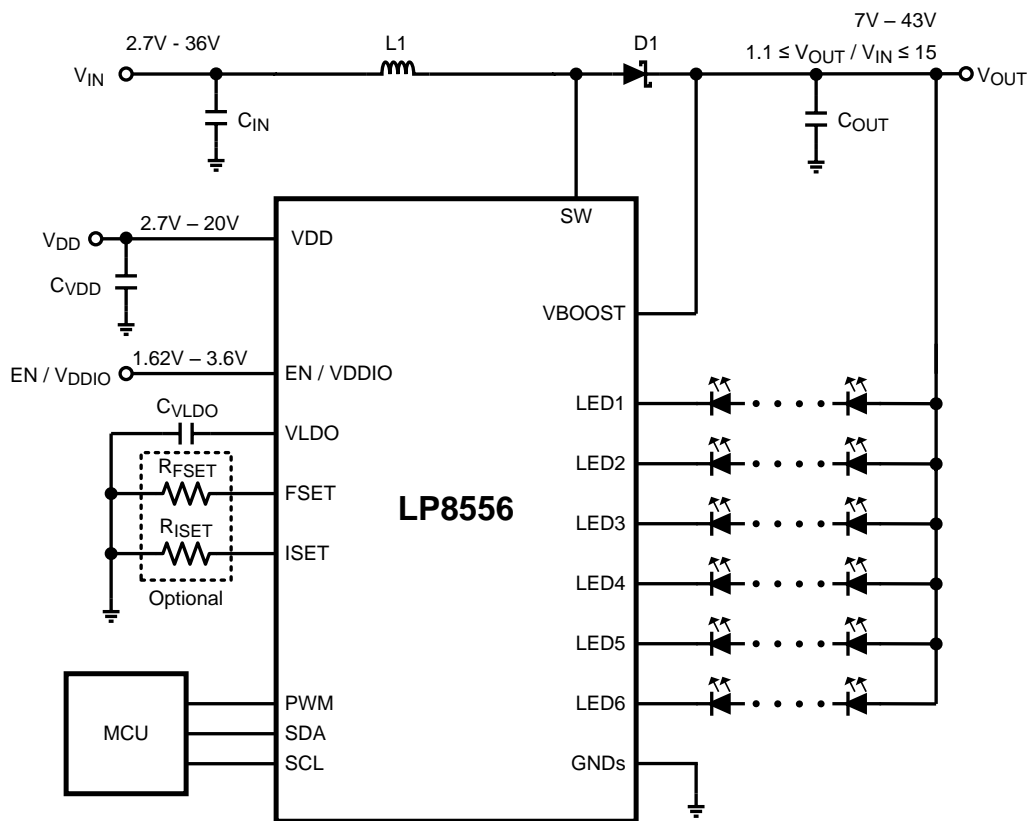 7V – 43V
2.7V - 36V
L1
D1
1.1 ≤ VOUT / VIN ≤ 15
VIN
VOUT
CIN
COUT
SW
2.7V – 20V
VDD
VDD
CVDD
VBOOST
1.62V – 3.6V
EN / VDDIO
EN / VDDIO
CVLDO
VLDO
LED1
RFSET
FSET
LED2
LP8556
RISET
ISET
LED3
Optional
LED4
LED5
MCU
PWM
LED6
SDA
SCL
GNDs